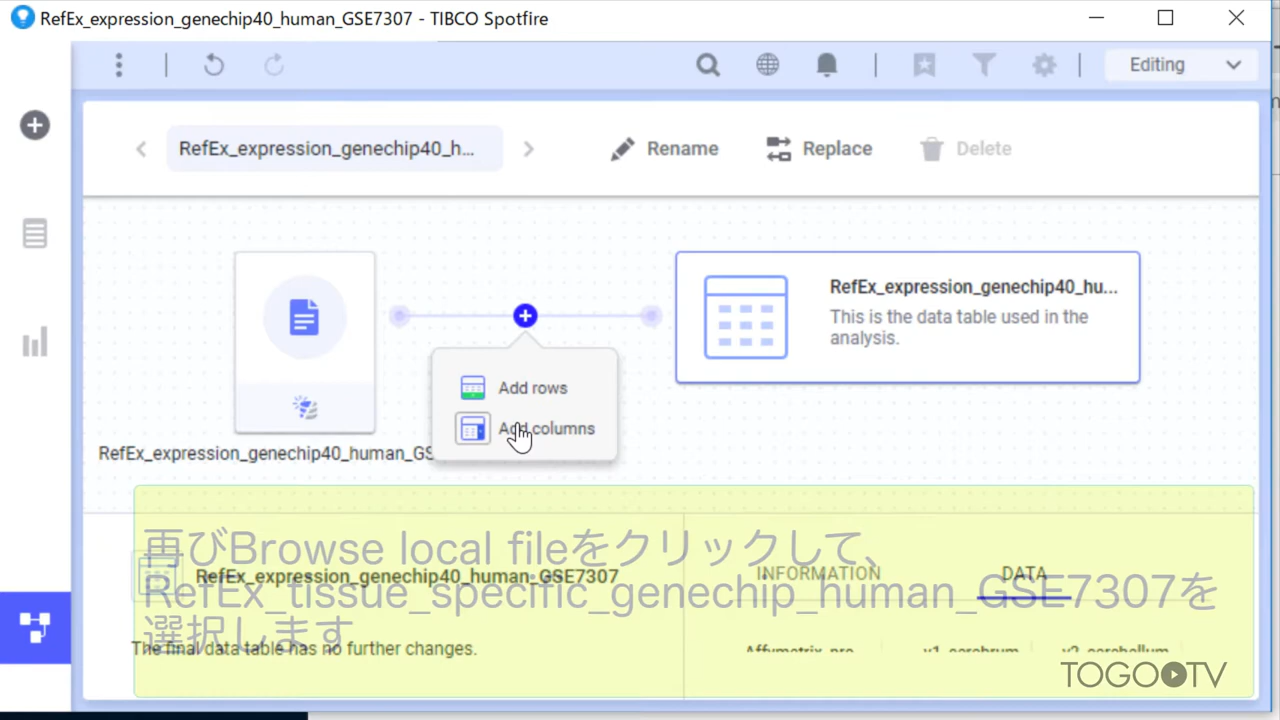 RefEx_expression_genechip40_human_GSE7307 - TIBCO Spotfire
Editing
RefEx_expression_genechip40_h...
Rename
Replace
Delete
RefEx_expression_genechip40_hu...
This is the data table used in the
analysis.
Add rows
Add columns
RefEx_expression_genechip40_human_GS
再びBrowse local fileをクリックして、
RefEx_tissue_specific_genechip_human_GSE7307を
選択します
RefEx_expression_genechip40_human_GSE7307
INFORMATION
DATA
The final data table has no further changes.
Affymetrix_pro...
v1_cerebrum
v2_cerebellum
TOGOTV